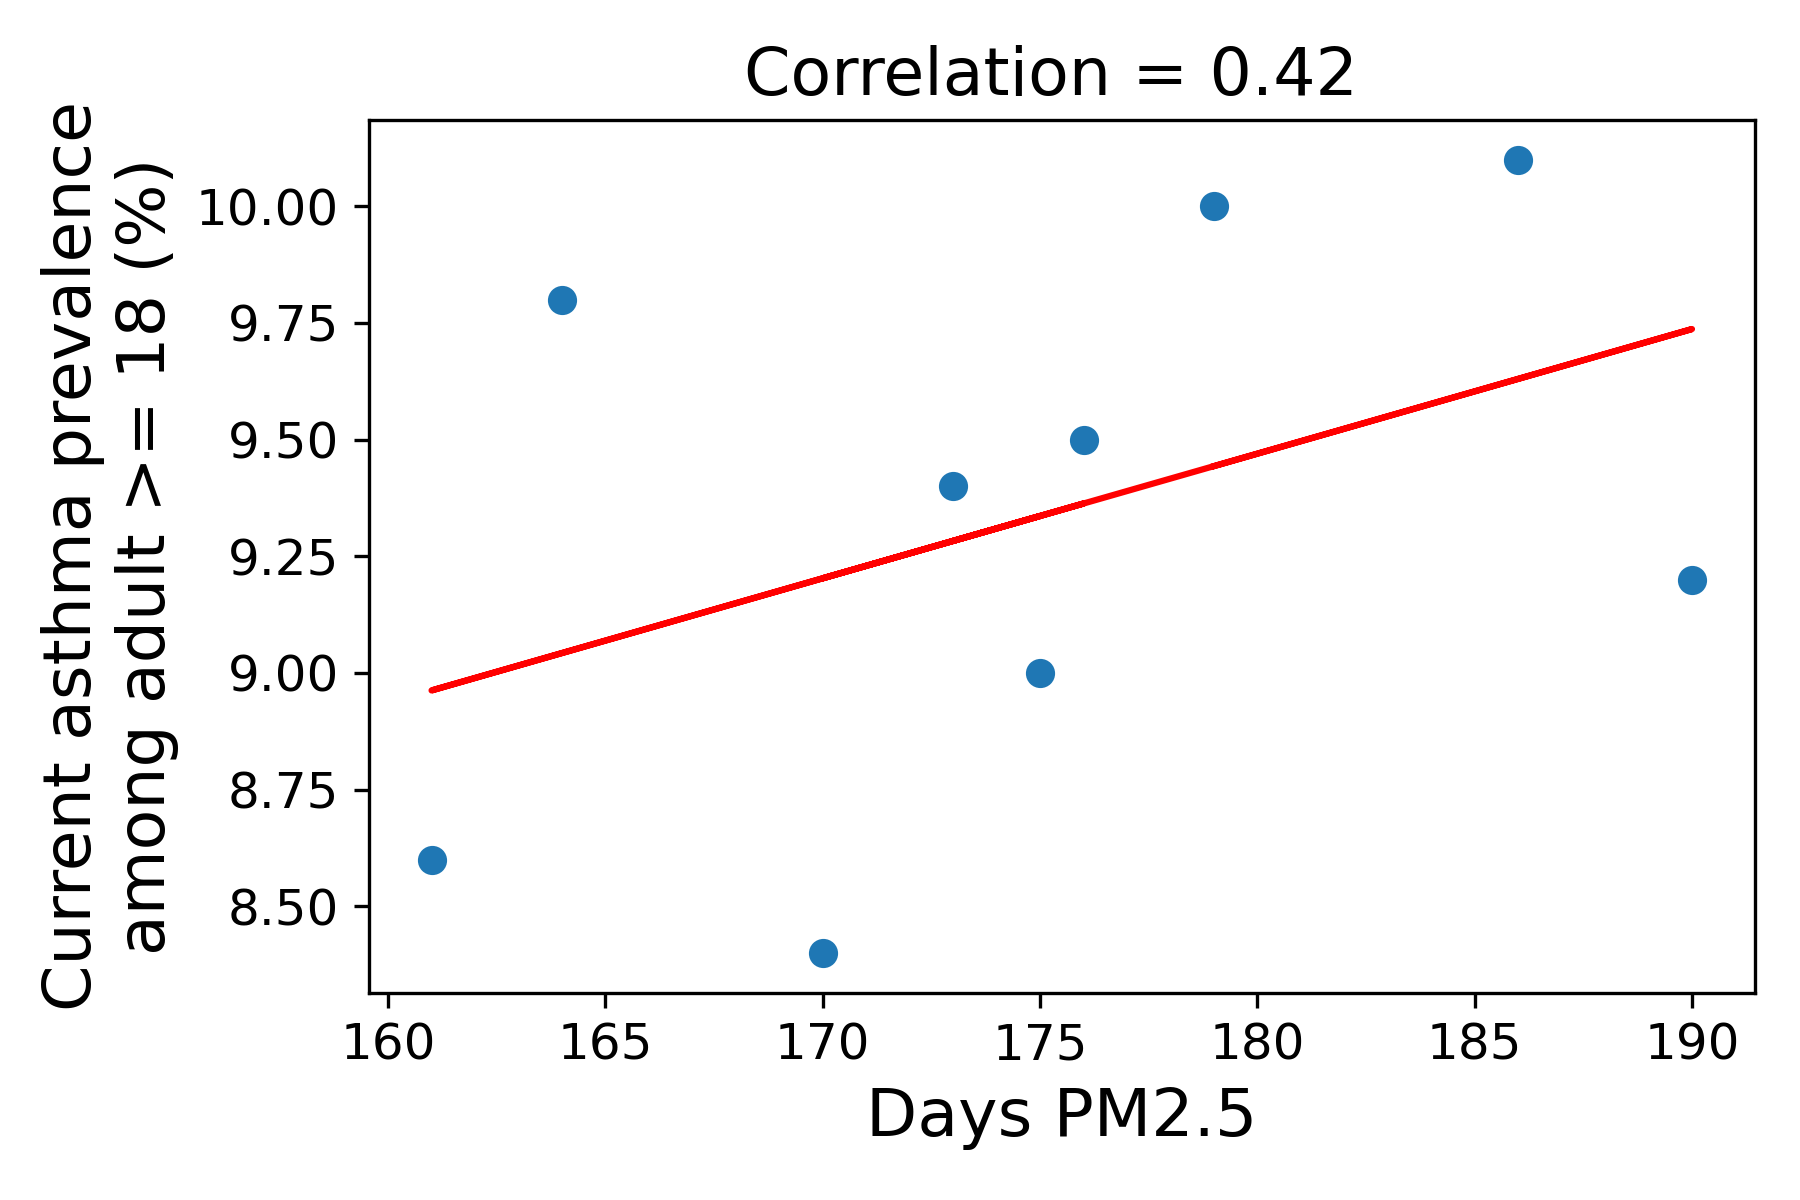 Correlation = 0.42
Current asthma prevalence
among adult >= 18 (%)
10.00
9.75
9.50
9.25
9.00
8.75
8.50
160 165 170 175 180 185 190
Days PM2.5